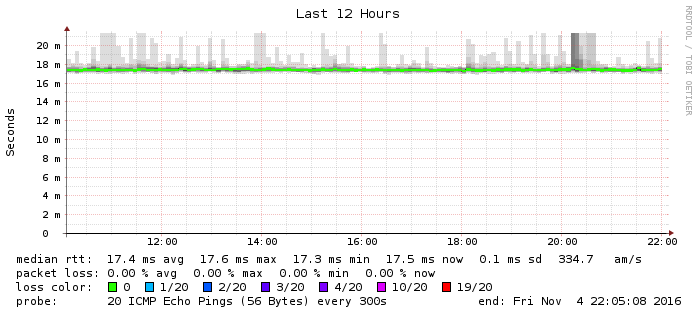 Last 12 Hours
RRDTOOL / TOBI OETIKER
Seconds
20 m
18 m
16 m
14 m
12 m
10 m
8 m
6 m
4 m
2 m
0
12:00 14:00 16:00 18:00 20:00 22:00
median rtt: 17.4 ms avg 17.6 ms max 17.3 ms min 17.5 ms now 0.1 ms sd 334.7 am/s
packet loss: 0.00 % avg 0.00 % max 0.00 % min 0.00 % now
loss color: 0 1/20 2/20 3/20 4/20 10/20 19/20
probe: 20 ICMP Echo Pings (56 Bytes) every 300s end: Fri Nov 4 22:05:08 2016